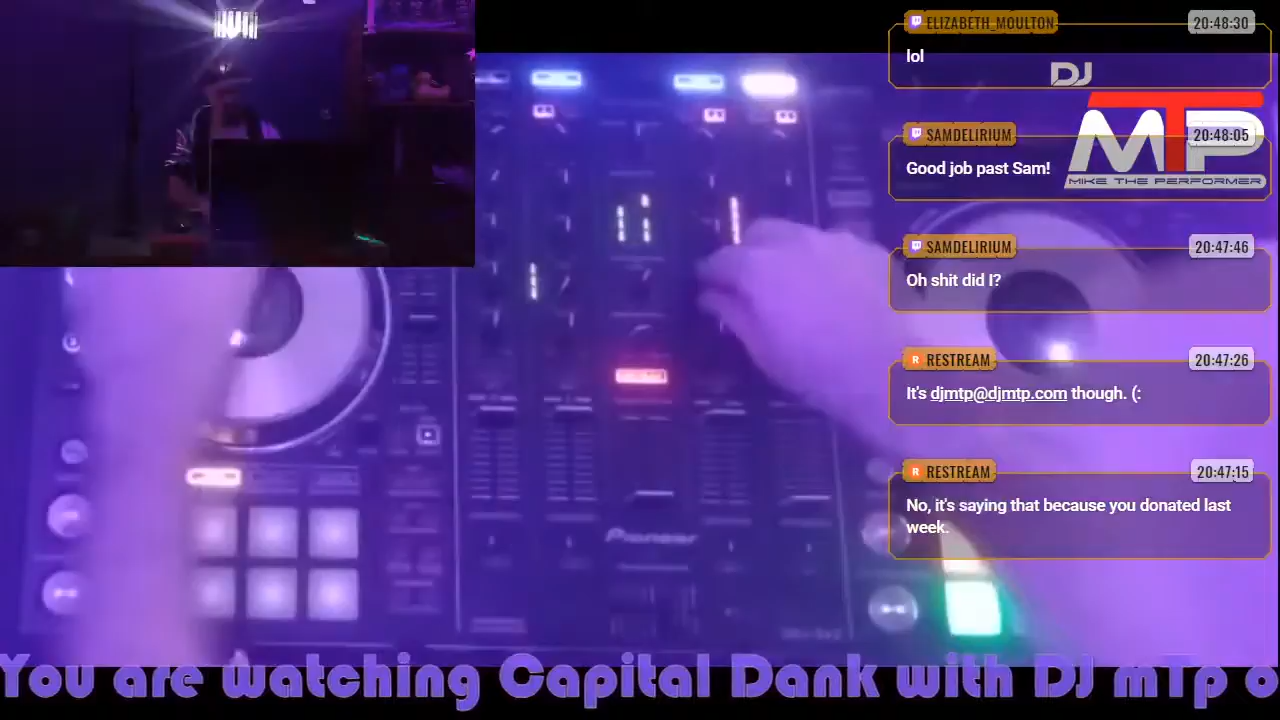 ELIZABETH_MOULTON 20:48:30
lol
DJ
mTp
MIKE THE PERFORMER
SAMDELIRIUM 20:48:05
Good job past Sam!
SAMDELIRIUM 20:47:46
Oh shit did I?
RESTREAM 20:47:26
It's djmtp@djmtp.com though. (:
RESTREAM 20:47:15
No, it's saying that because you donated last
week.
Pioneer
You are watching Capital Dank with DJ mTp o